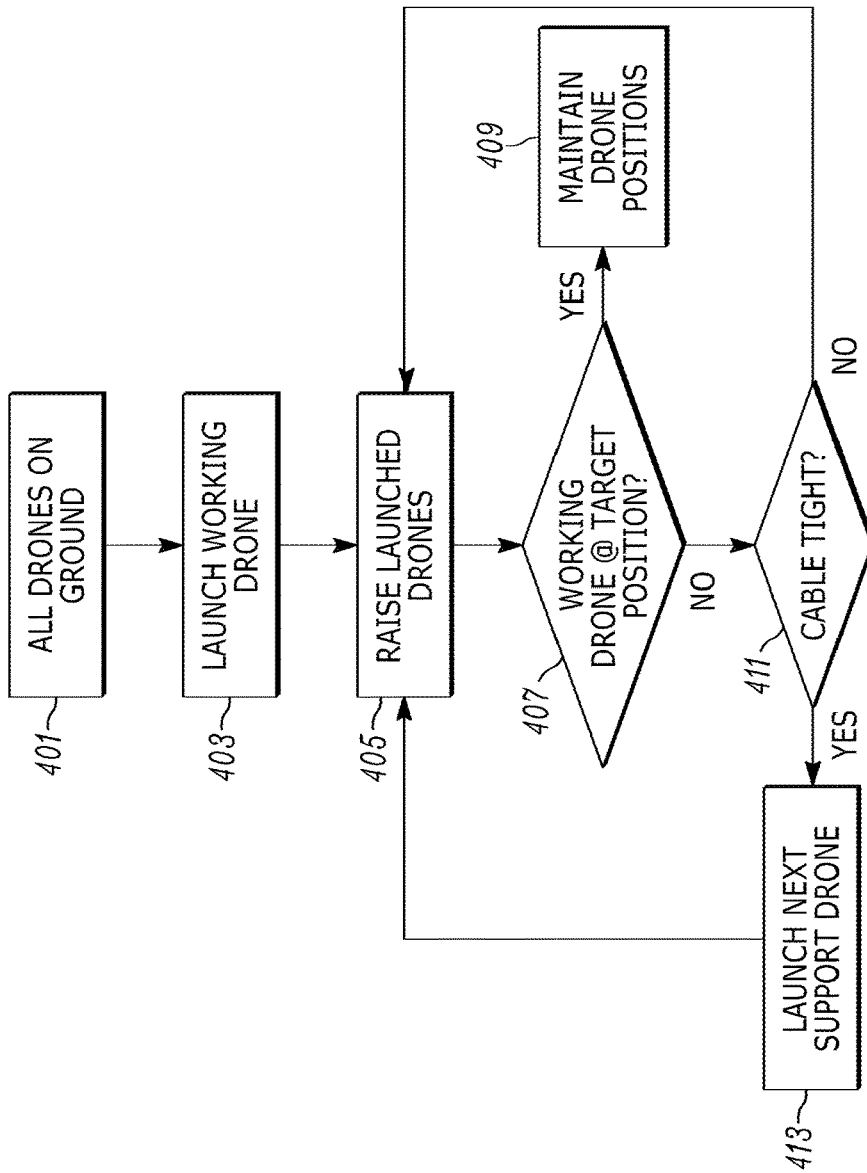 ALL DRONES ON
GROUND
401
LAUNCH WORKING
DRONE
403
RAISE LAUNCHED
DRONES
405
WORKING
DRONE @ TARGET
POSITION?
407
YES
MAINTAIN
DRONE
POSITIONS
409
NO
CABLE TIGHT?
411
NO
YES
LAUNCH NEXT
SUPPORT DRONE
413